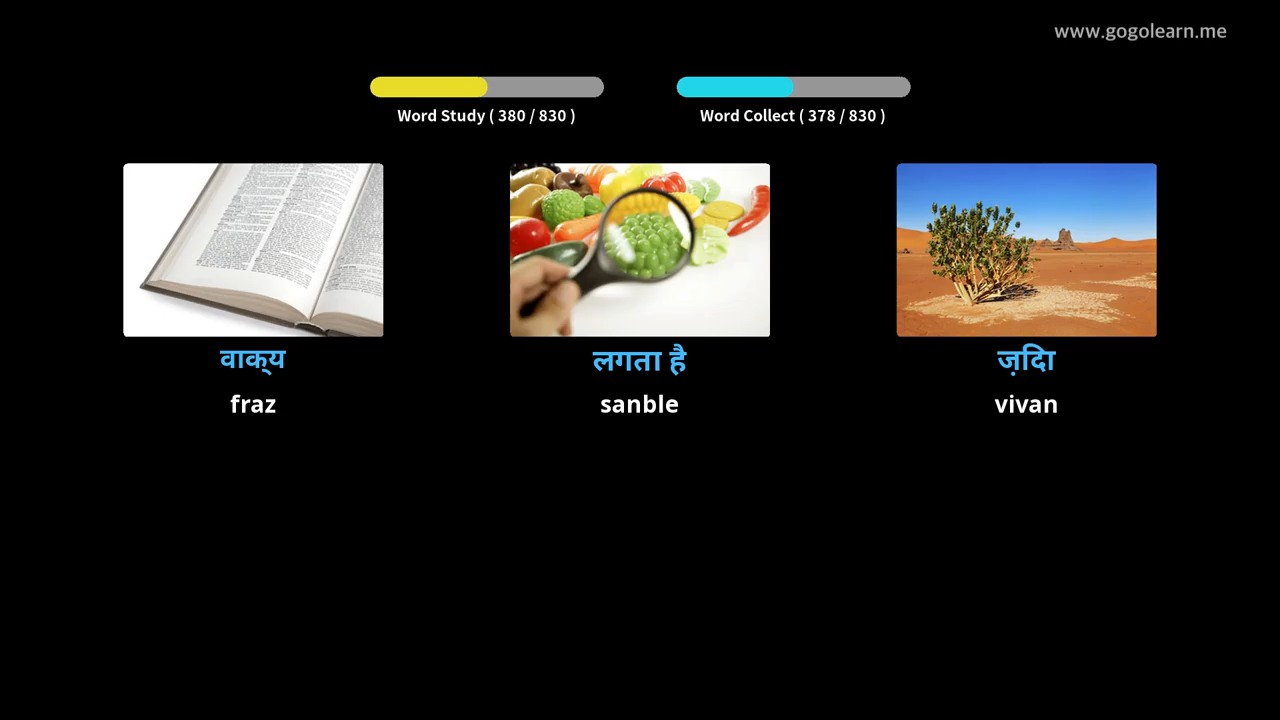 www.gogolearn.me
Word Study ( 380 / 830 )
Word Collect ( 378 / 830 )
वाक्य
लगता है
ज़िदा
fraz
sanble
vivan